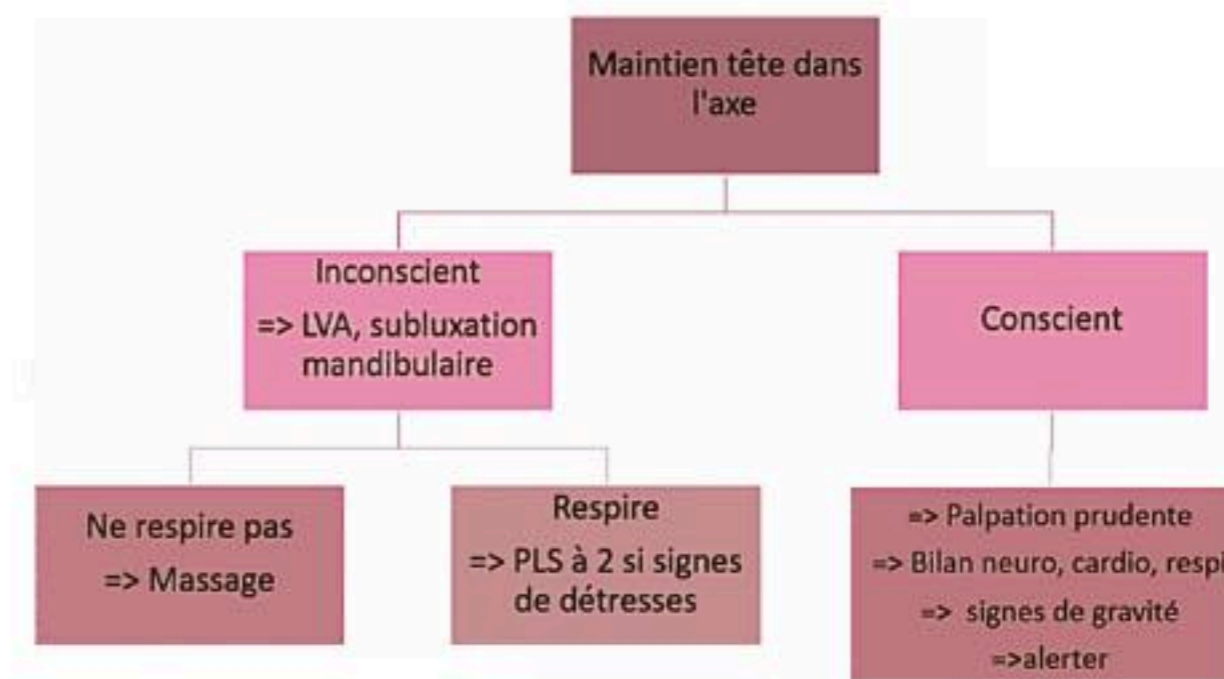 Maintien tête dans
l'axe
Inconscient
=> LVA, subluxation
mandibulaire
Conscient
Ne respire pas
=> Massage
Respire
=> PLS à 2 si signes
de détresses
=> Palpation prudente
=> Bilan neuro, cardio, respi
=> signes de gravité
=>alerter